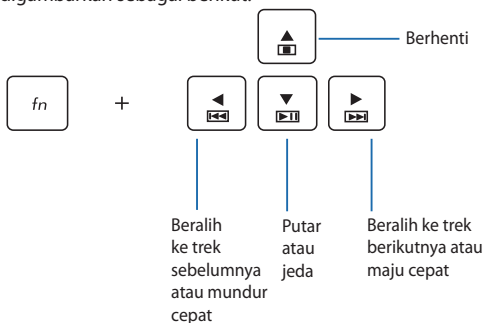 digambarkan sebagai berikut:
Berhenti
fn
+
Beralih
ke trek
sebelumnya
atau mundur
cepat
Putar
atau
jeda
Beralih ke trek
berikutnya atau
maju cepat